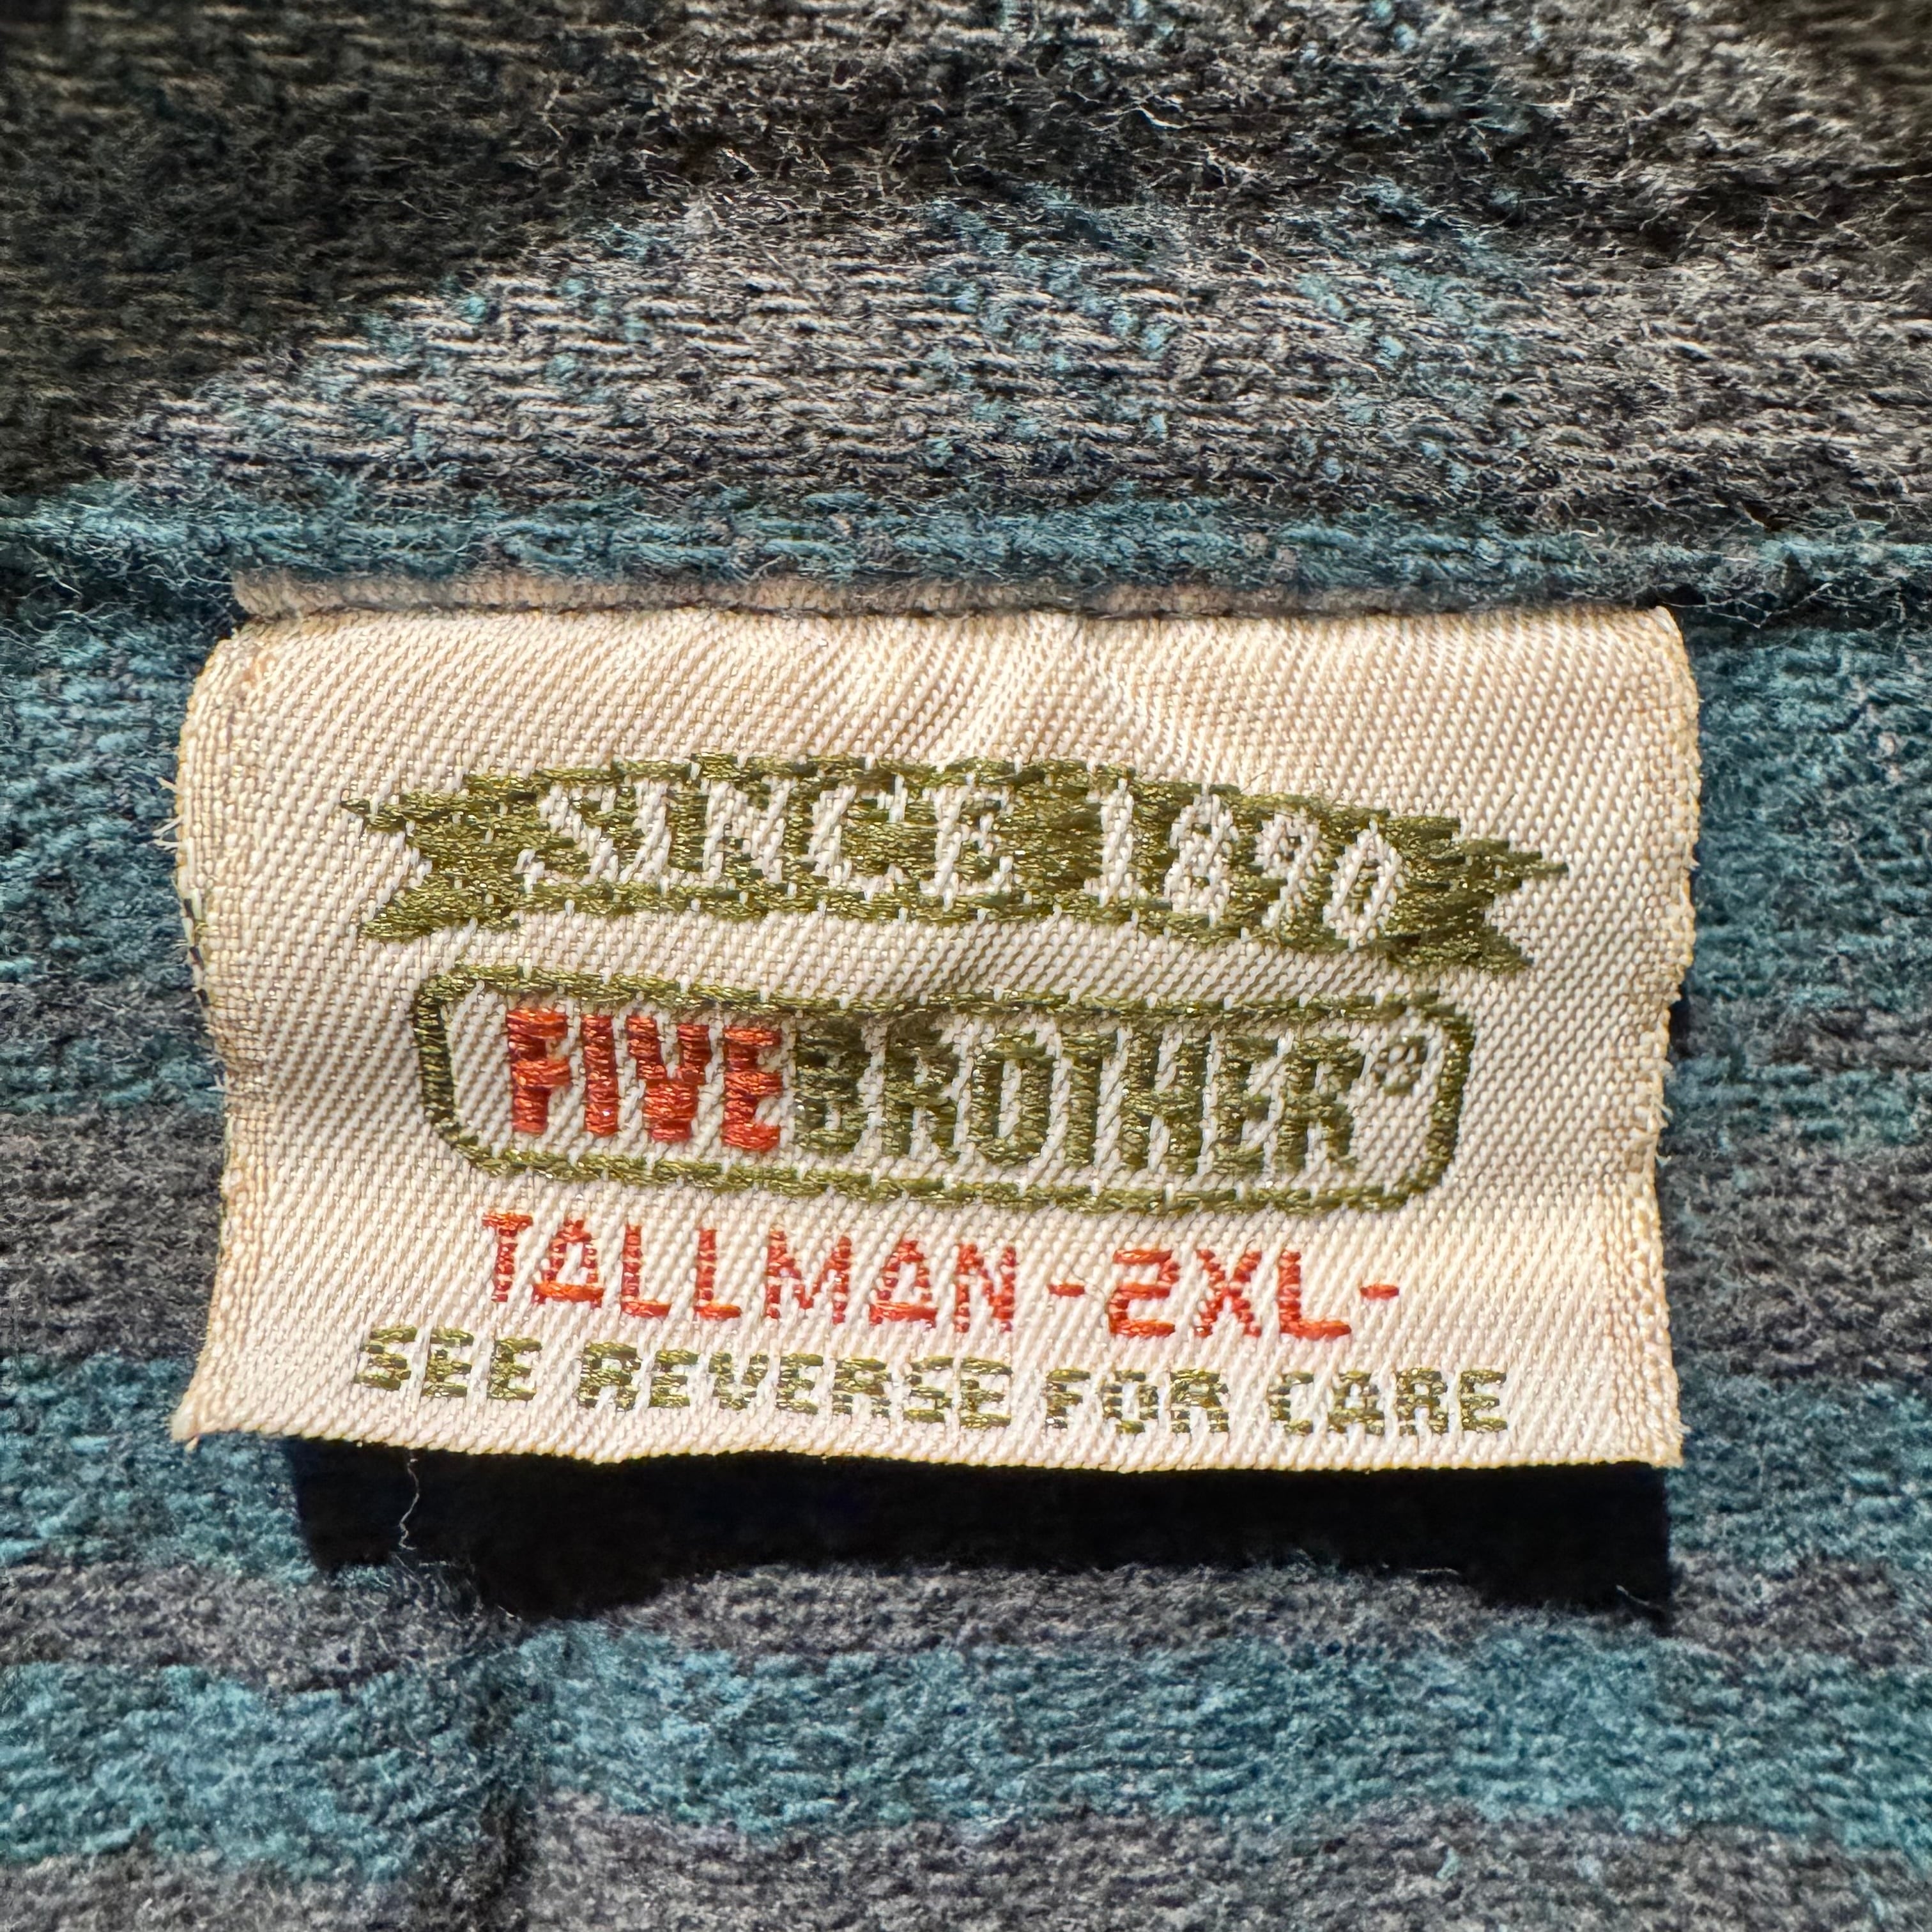 SINCE 1890
FIVEBROTHER®
TALLMAN -2XL-
SEE REVERSE FOR CARE